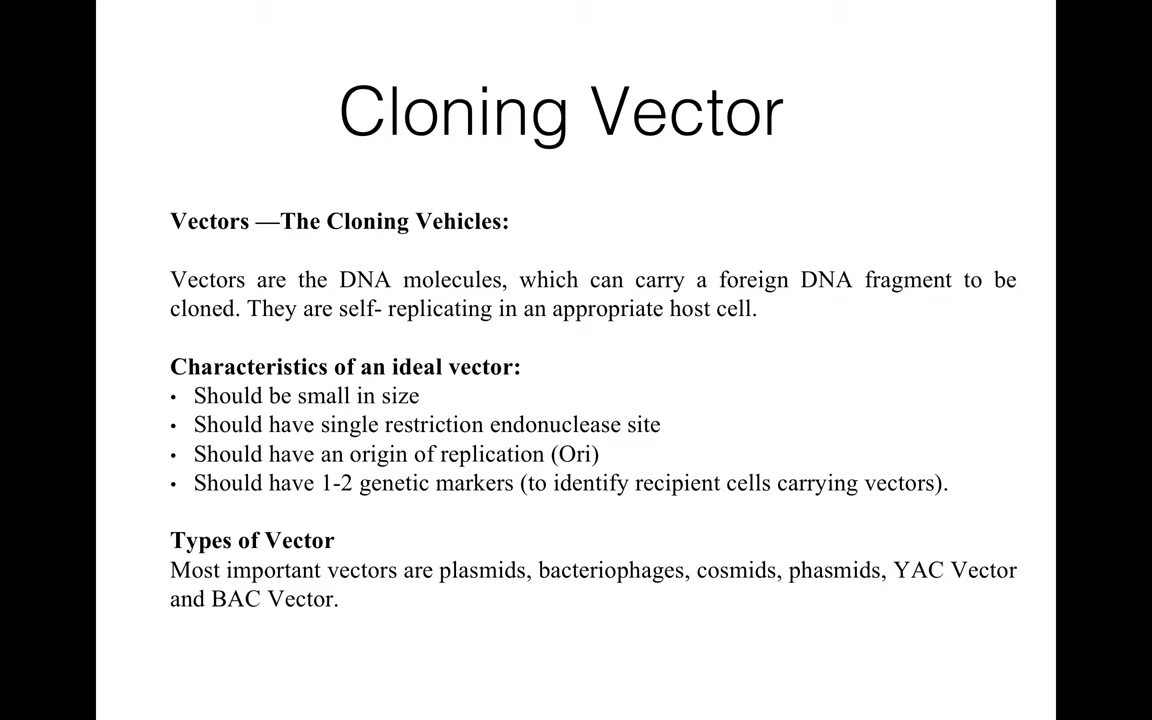 Cloning Vector
Vectors —The Cloning Vehicles:
Vectors are the DNA molecules, which can carry a foreign DNA fragment to be
cloned. They are self- replicating in an appropriate host cell.
Characteristics of an ideal vector:
• Should be small in size
• Should have single restriction endonuclease site
• Should have an origin of replication (Ori)
• Should have 1-2 genetic markers (to identify recipient cells carrying vectors).
Types of Vector
Most important vectors are plasmids, bacteriophages, cosmids, phasmids, YAC Vector
and BAC Vector.